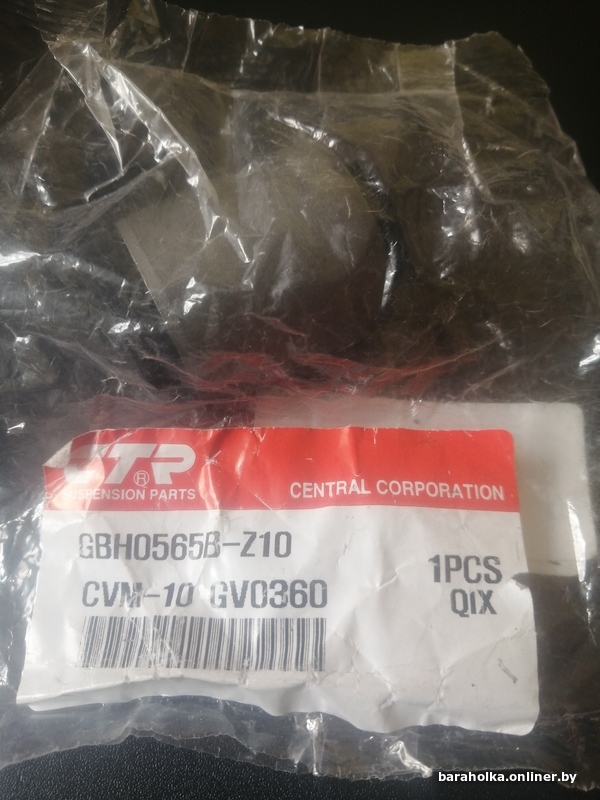 CTR®
SUSPENSION PARTS
CENTRAL CORPORATION
GBH0565B-Z10
CVM-10 GV0360
1PCS
QIX
baraholka.onliner.by